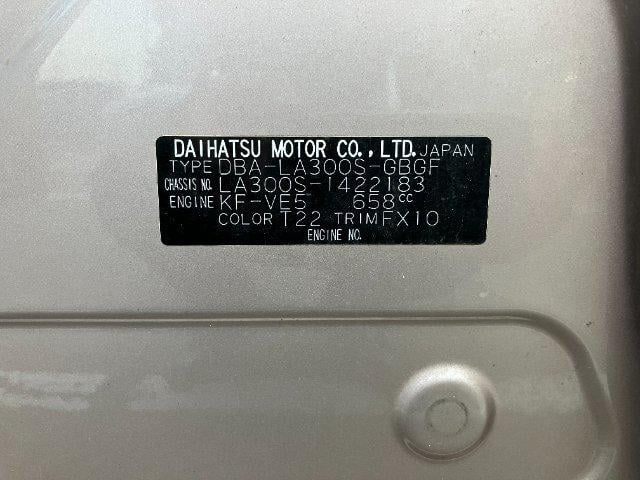 DAIHATSU MOTOR CO., LTD. JAPAN
TYPE DBA-LA300S-GBGF
CHASSIS NO. LA300S-1422183
ENGINE KF-VE5 658cc
COLOR T22 TRIM FX10
ENGINE NO.